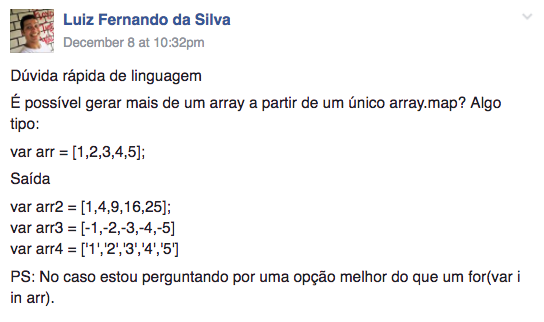 Luiz Fernando da Silva
December 8 at 10:32pm
Dúvida rápida de linguagem
É possível gerar mais de um array a partir de um único array.map? Algo
tipo:
var arr = [1,2,3,4,5];
Saída
var arr2 = [1,4,9,16,25];
var arr3 = [-1,-2,-3,-4,-5]
var arr4 = ['1','2','3','4','5']
PS: No caso estou perguntando por uma opção melhor do que um for(var i
in arr).